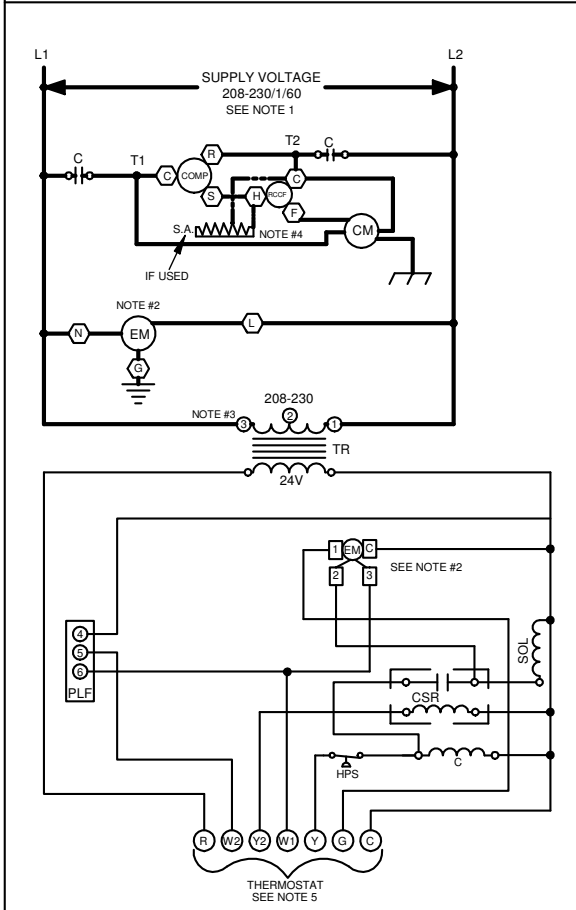 L1 L2
SUPPLY VOLTAGE
208-230/1/60
SEE NOTE 1
C T1 T2 C
C COMP R
S H RCCF C
F
S.A. NOTE #4 CM
IF USED
NOTE #2
N EM L
G
208-230
NOTE #3 3 2 1
TR
24V
1 EM C
SEE NOTE #2
2 3
4
5
6
PLF
SOL
CSR
HPS C
R W2 Y2 W1 Y G C
THERMOSTAT
SEE NOTE 5